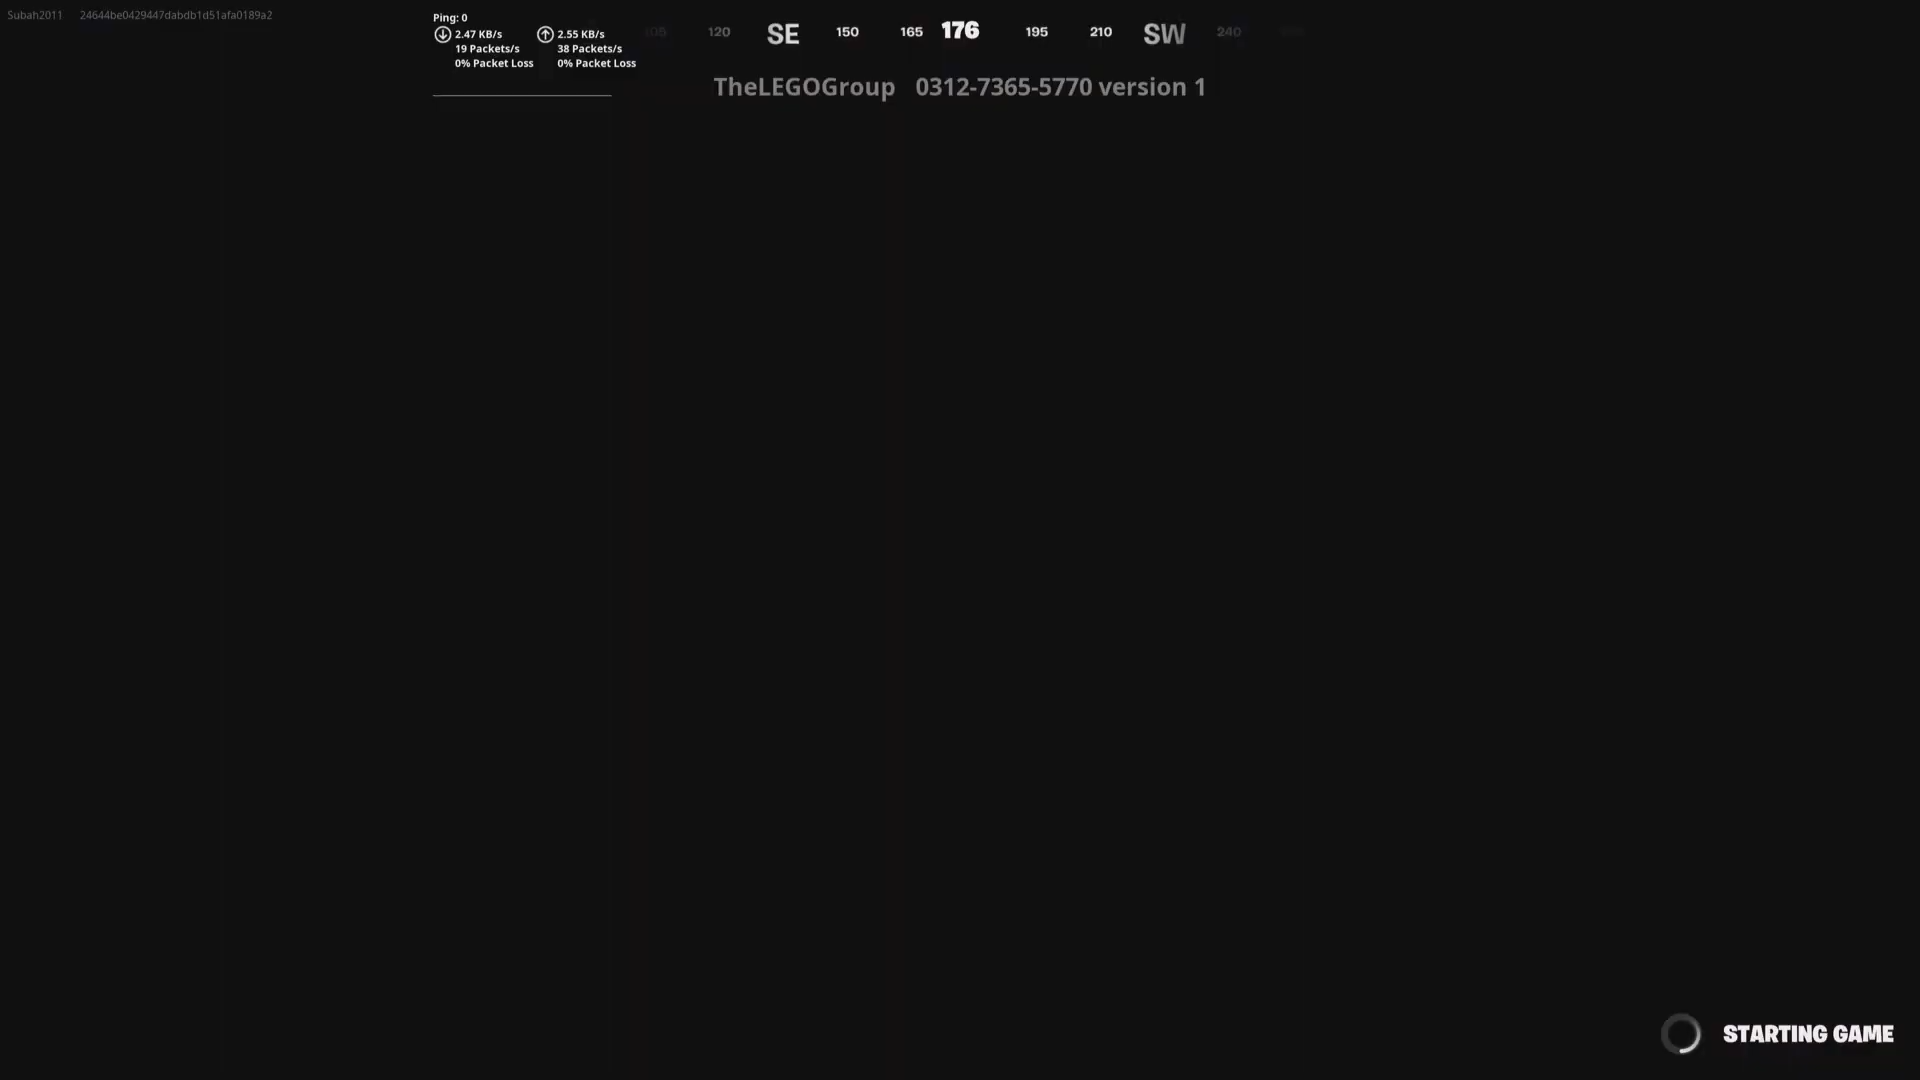 Subah2011 24644be0429447dabdb1d51afa0189a2
Ping: 0
2.47 KB/s 2.55 KB/s
19 Packets/s 38 Packets/s
0% Packet Loss 0% Packet Loss
105 120 SE 150 165 176 195 210 SW 240
TheLEGOGroup 0312-7365-5770 version 1
STARTING GAME